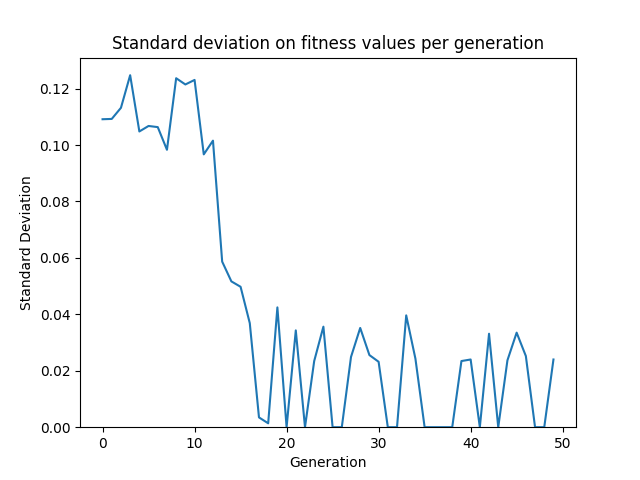 Standard deviation on fitness values per generation
0.12
0.10
0.08
0.06
0.04
0.02
0.00
Standard Deviation
0 10 20 30 40 50
Generation